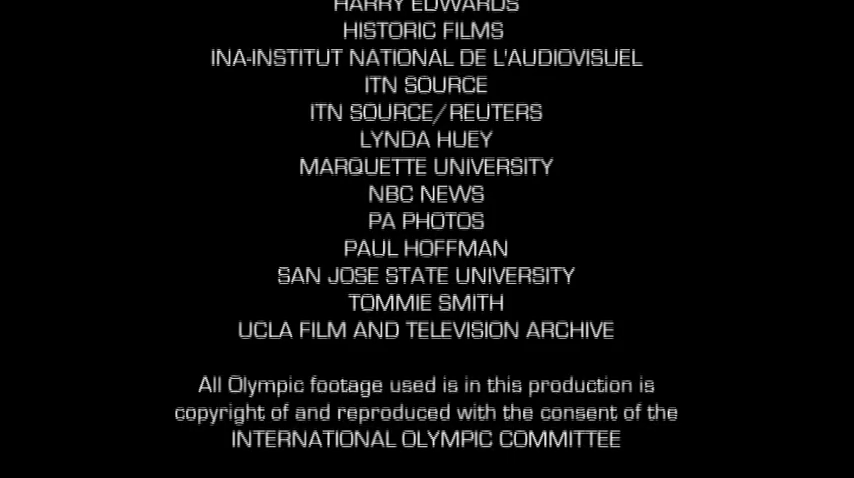 HARRY EDWARDS
HISTORIC FILMS
INA-INSTITUT NATIONAL DE L'AUDIOVISUEL
ITN SOURCE
ITN SOURCE/REUTERS
LYNDA HUEY
MARQUETTE UNIVERSITY
NBC NEWS
PA PHOTOS
PAUL HOFFMAN
SAN JOSE STATE UNIVERSITY
TOMMIE SMITH
UCLA FILM AND TELEVISION ARCHIVE
All Olympic footage used is in this production is
copyright of and reproduced with the consent of the
INTERNATIONAL OLYMPIC COMMITTEE